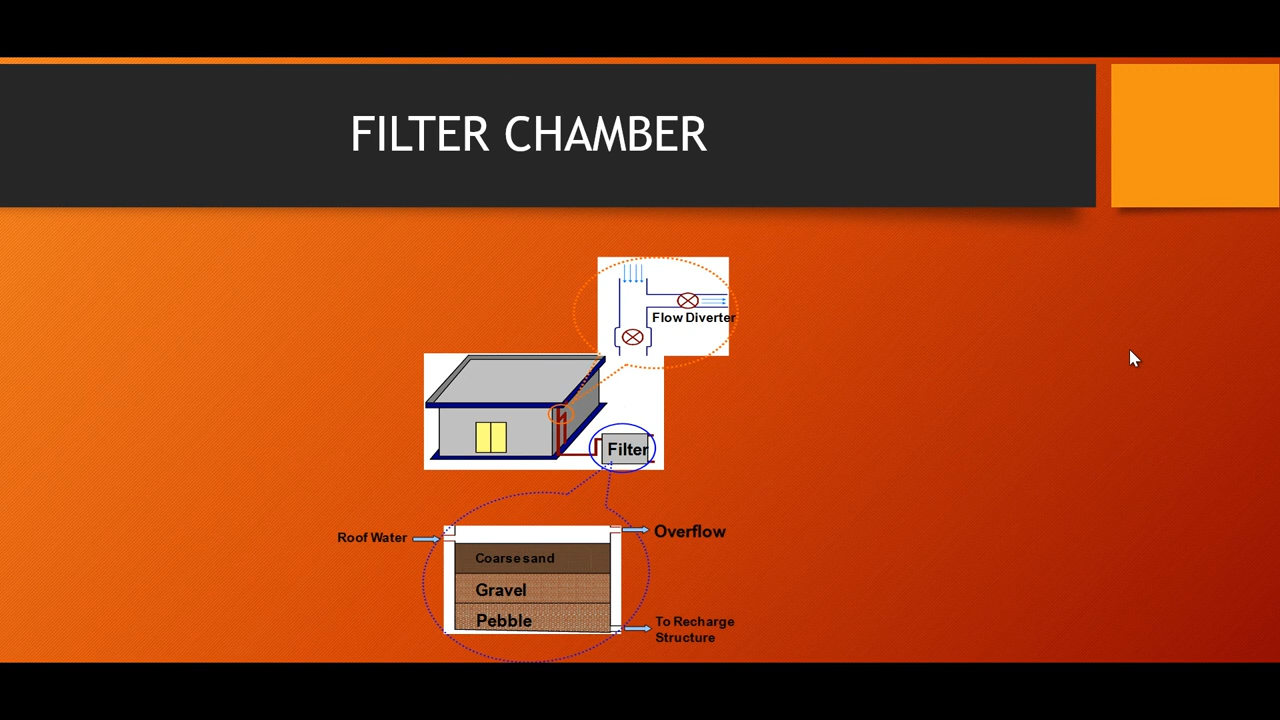 FILTER CHAMBER
Flow Diverter
Filter
Roof Water
Overflow
Coarse sand
Gravel
Pebble
To Recharge
Structure